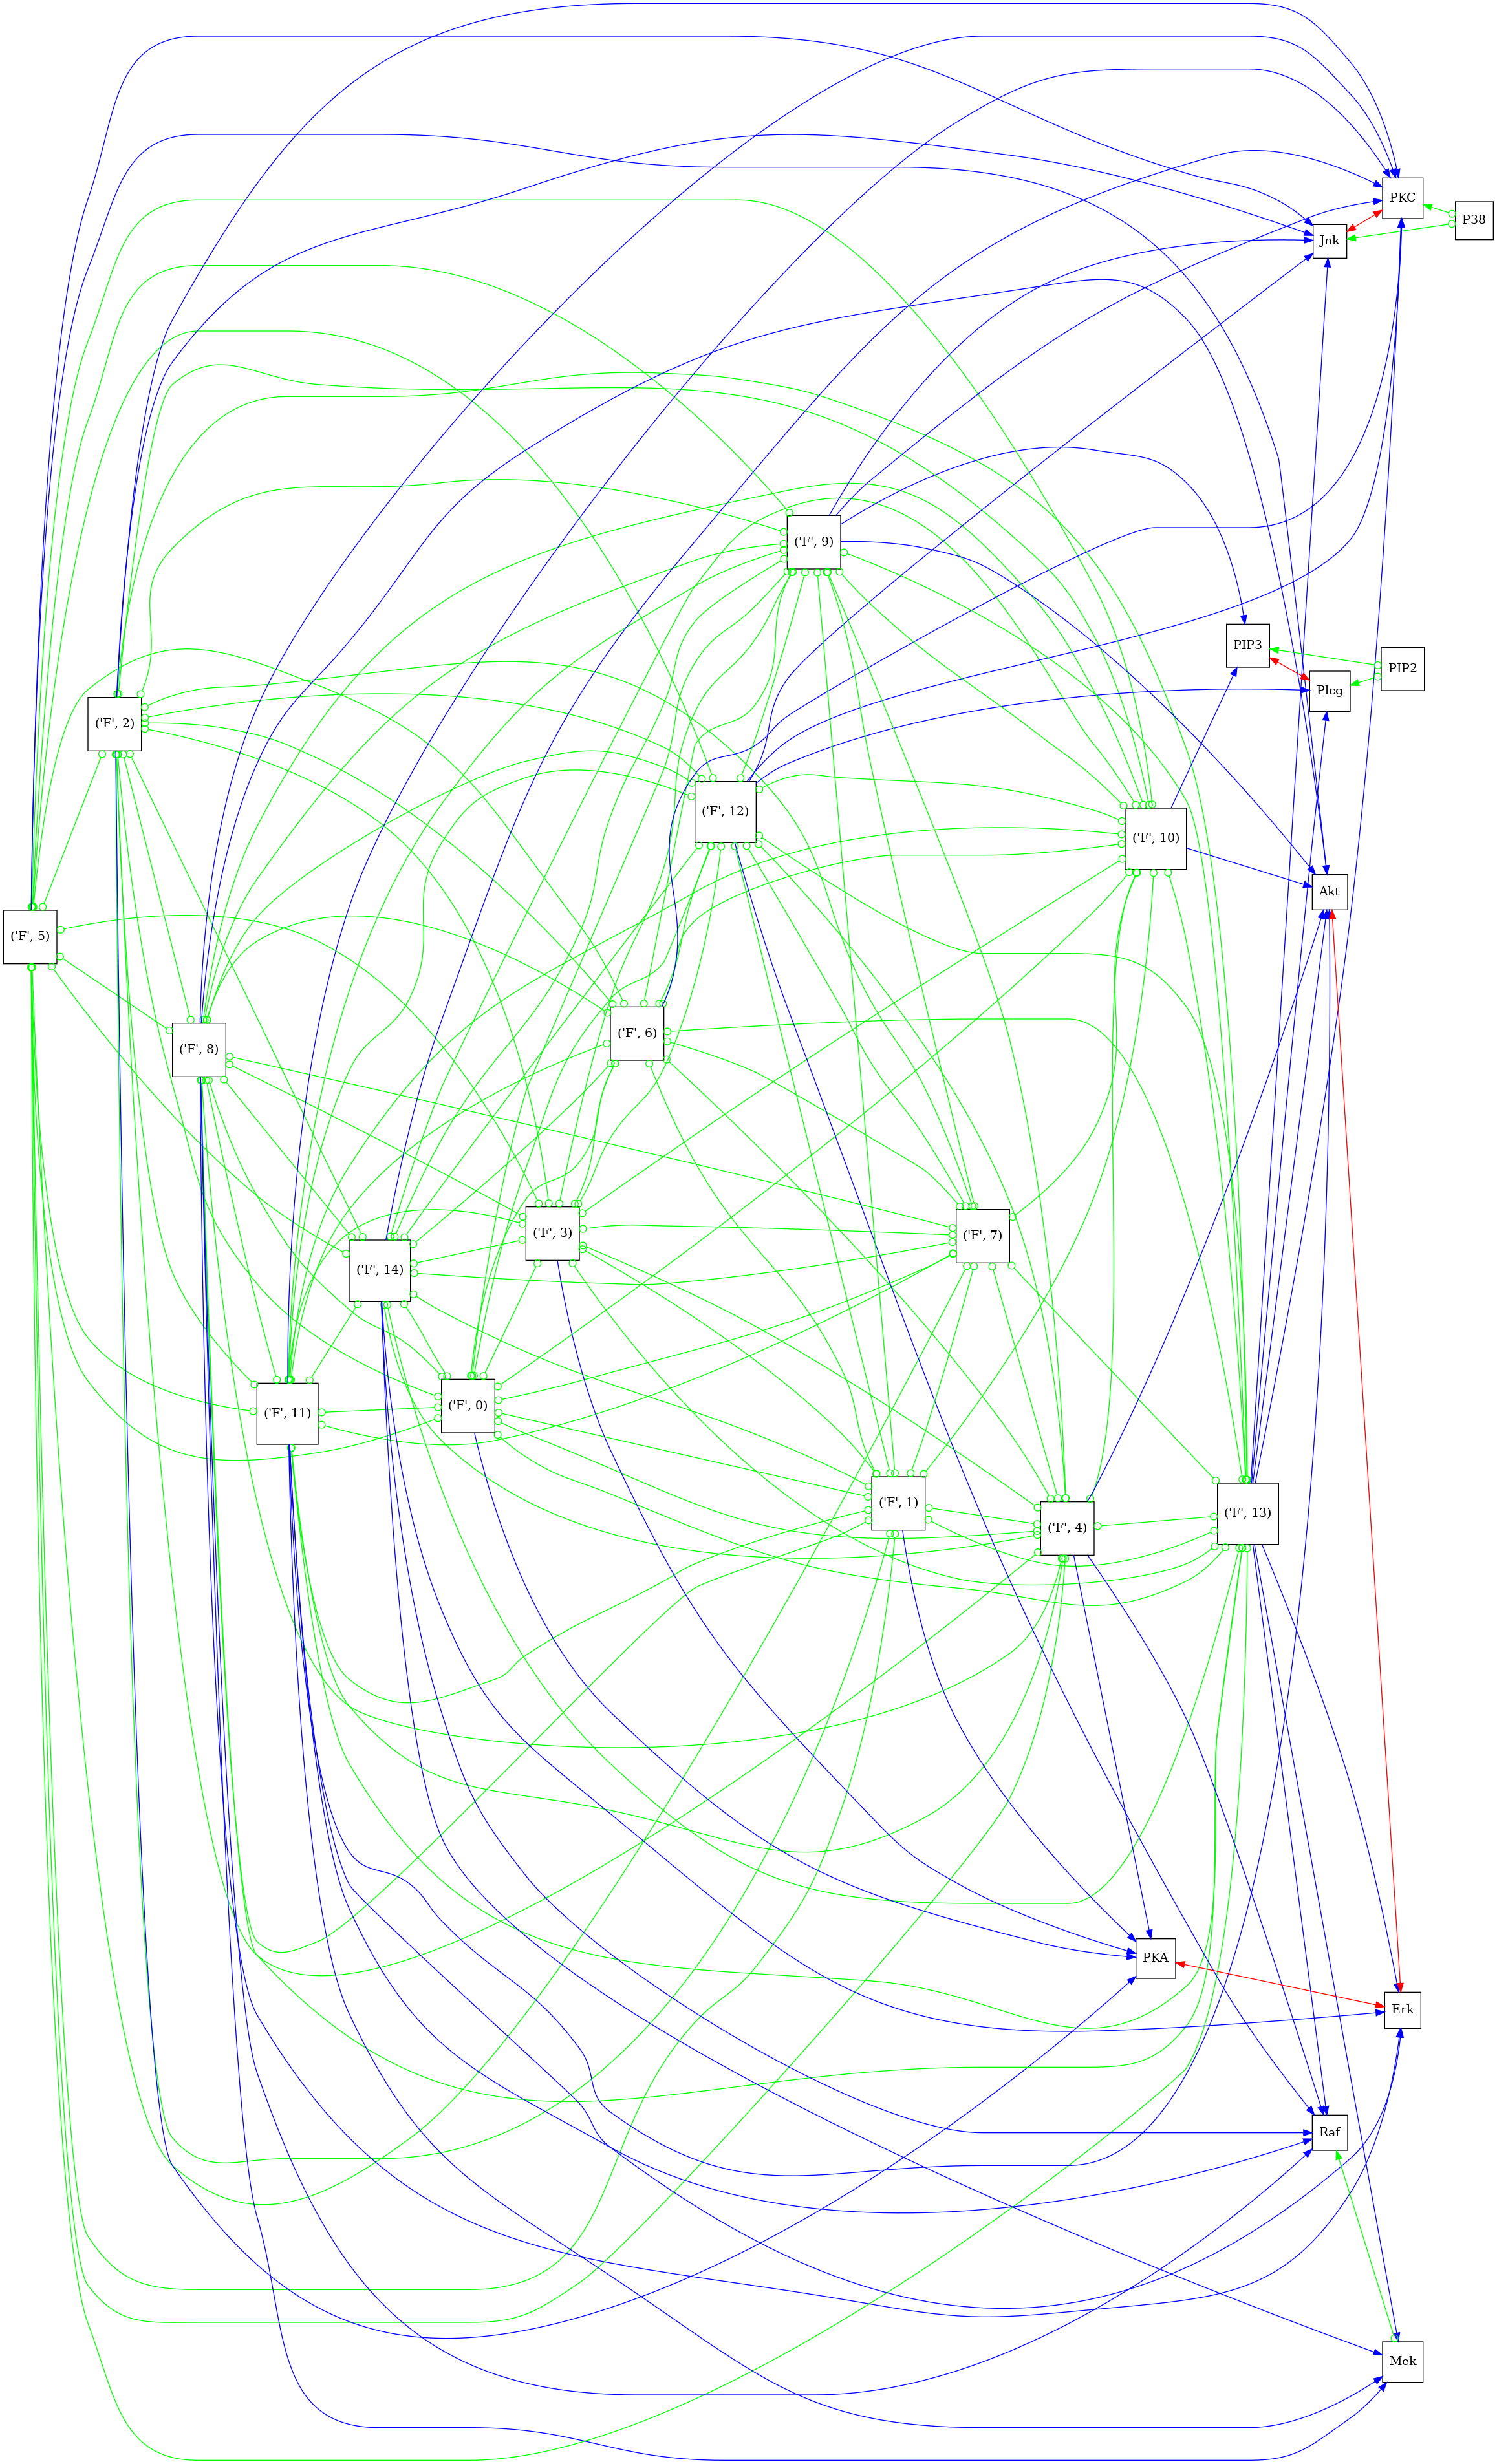 PKC
P38
Jnk
('F', 9)
PIP3
PIP2
Plcg
('F', 2)
('F', 12)
('F', 10)
Akt
('F', 5)
('F', 6)
('F', 8)
('F', 3)
('F', 7)
('F', 14)
('F', 0)
('F', 11)
('F', 1)
('F', 13)
('F', 4)
PKA
Erk
Raf
Mek